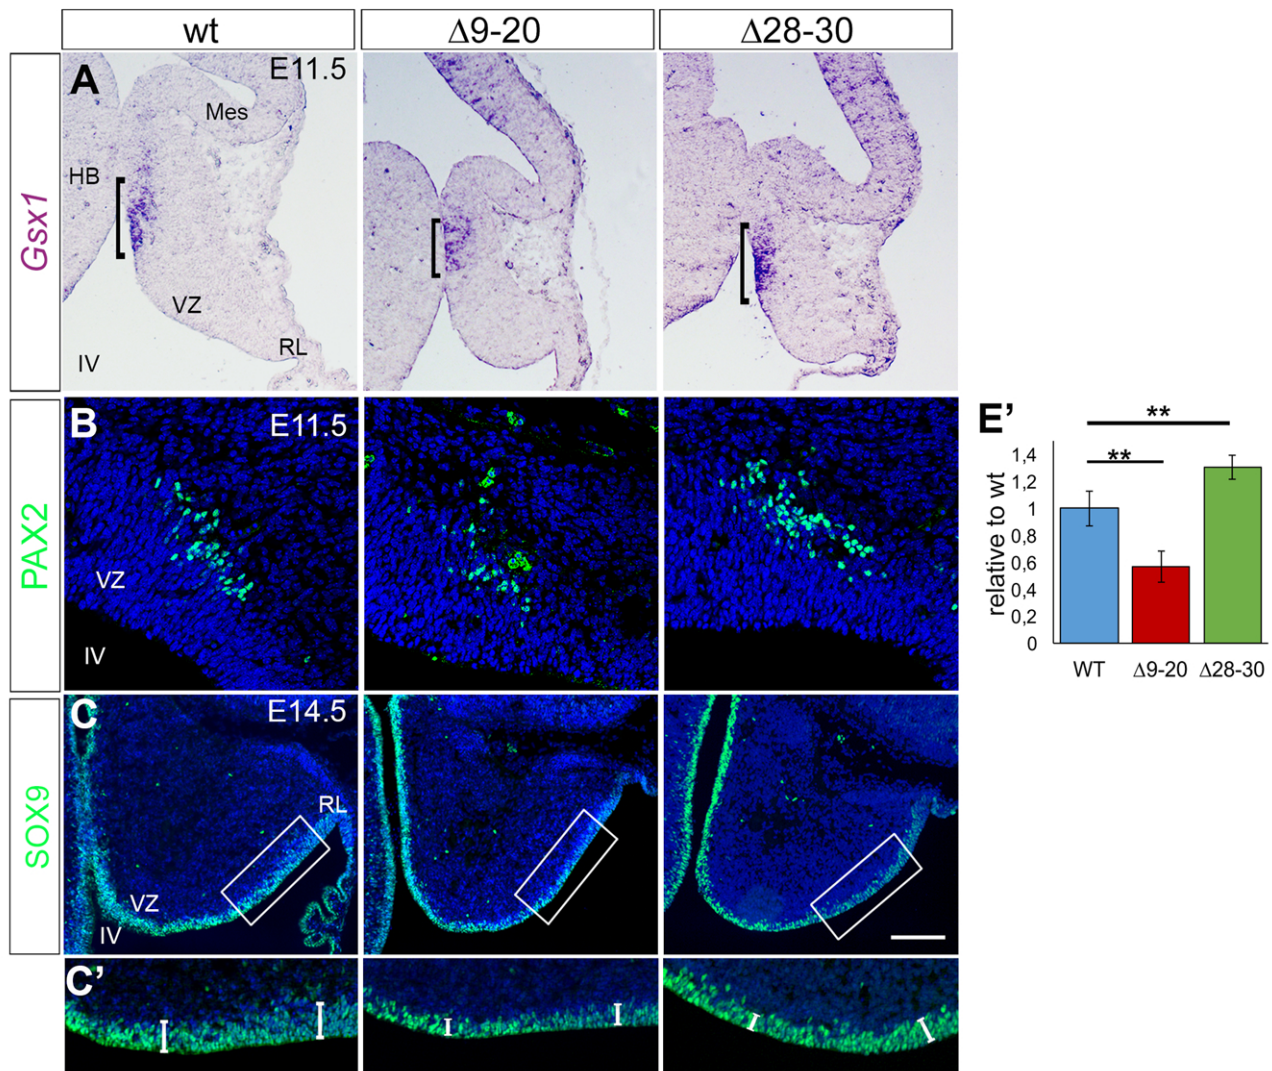 wt
Δ9-20
Δ28-30
Gsx1
A
E11.5
Mes
HB
VZ
RL
IV
PAX2
B
E11.5
VZ
IV
E’
**
**
relative to wt
1,4
1,2
1
0,8
0,6
0,4
0,2
0
WT
Δ9-20
Δ28-30
SOX9
C
E14.5
RL
VZ
IV
C’